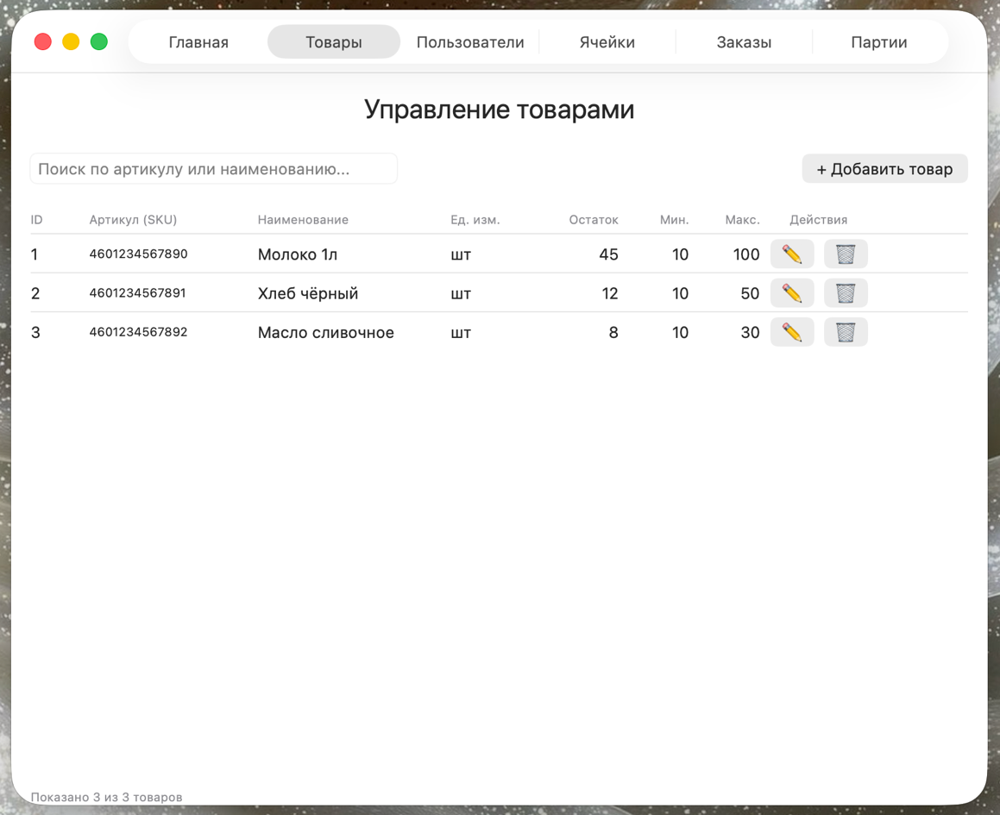 Главная Товары Пользователи Ячейки Заказы Партии
Управление товарами
Поиск по артикулу или наименованию... + Добавить товар
ID Артикул (SKU) Наименование Ед. изм. Остаток Мин. Макс. Действия
1 4601234567890 Молоко 1л шт 45 10 100
2 4601234567891 Хлеб чёрный шт 12 10 50
3 4601234567892 Масло сливочное шт 8 10 30
Показано 3 из 3 товаров